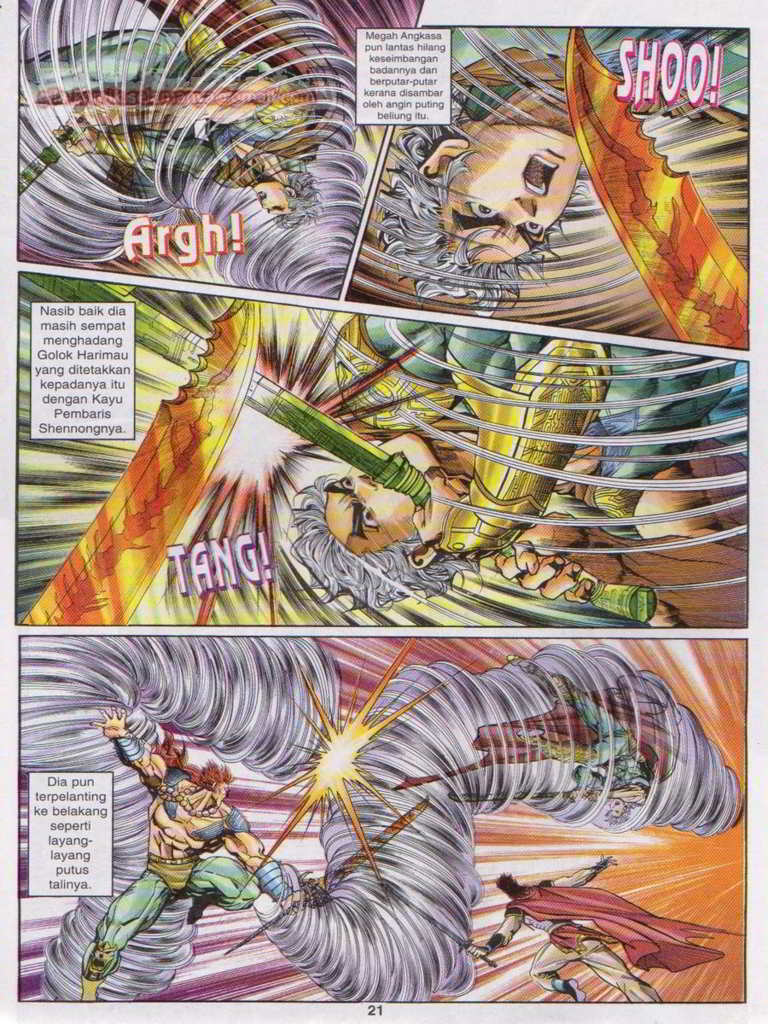 Megah Angkasa
pun lantas hilang
keseimbangan
badannya dan
berputar-putar
kerana disambar
oleh angin puting
beliung itu.
SHOO!
Argh!
Nasib baik dia
masih sempat
menghadang
Golok Harimau
yang ditetakkan
kepadanya itu
dengan Kayu
Pembaris
Shennongnya.
TANG!
Dia pun
terpelanting
ke belakang
seperti
layang-
layang
putus
talinya.
21